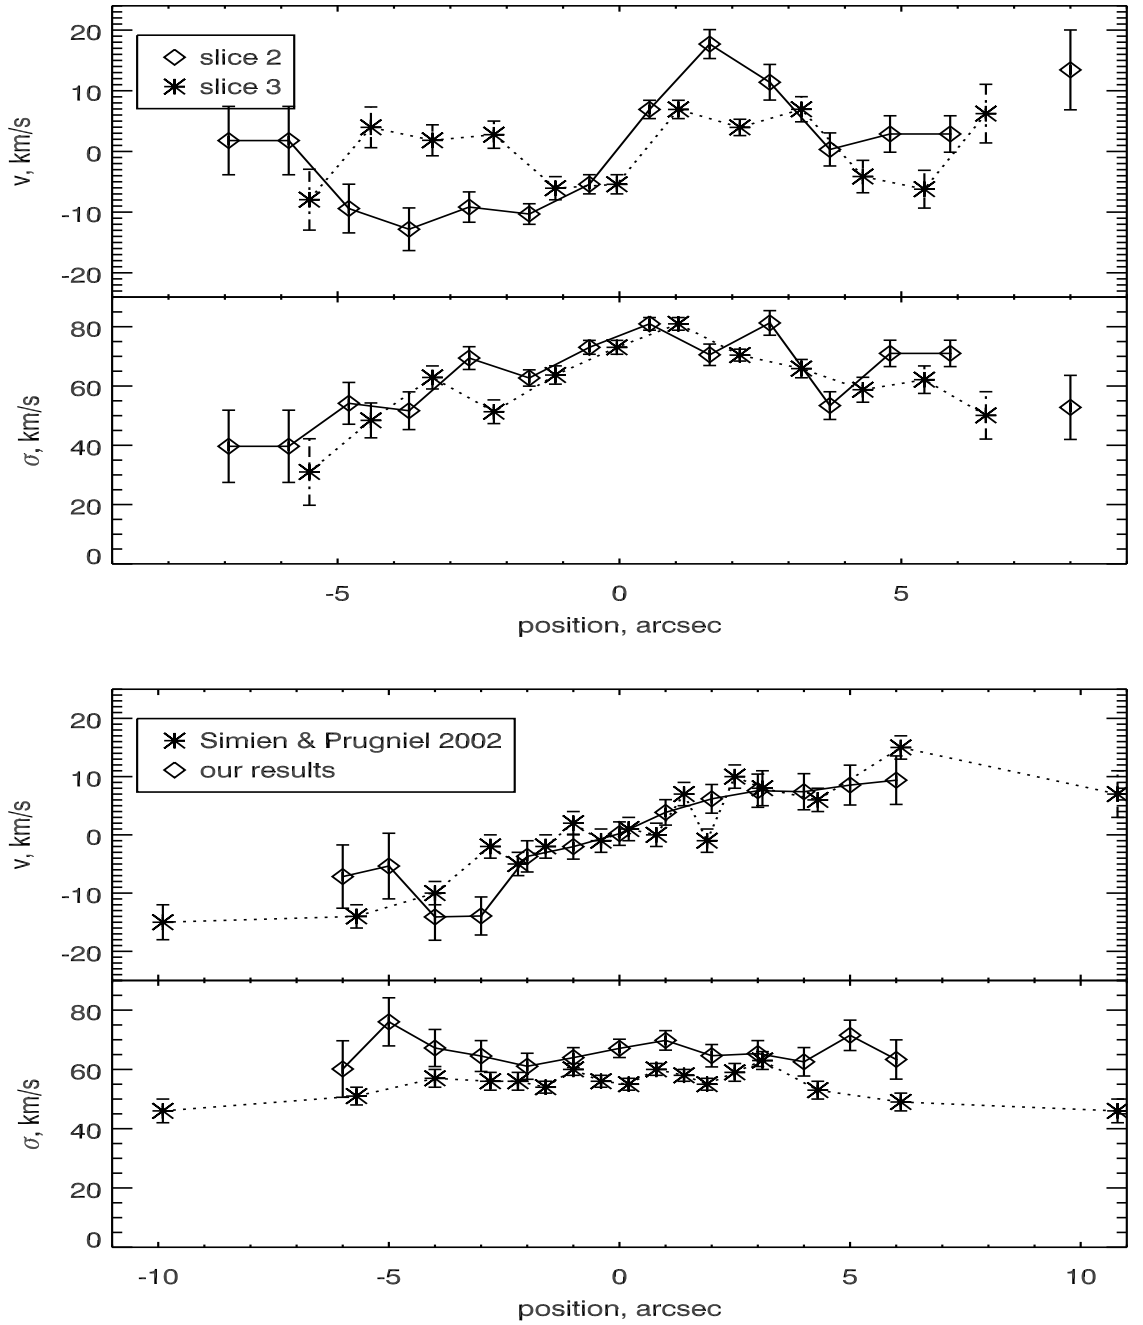 20
10
0
-10
-20
v, km/s
slice 2
slice 3
80
60
40
20
0
σ, km/s
-5 0 5
position, arcsec
20
10
0
-10
-20
v, km/s
Simien & Prugniel 2002
our results
80
60
40
20
0
σ, km/s
-10 -5 0 5 10
position, arcsec